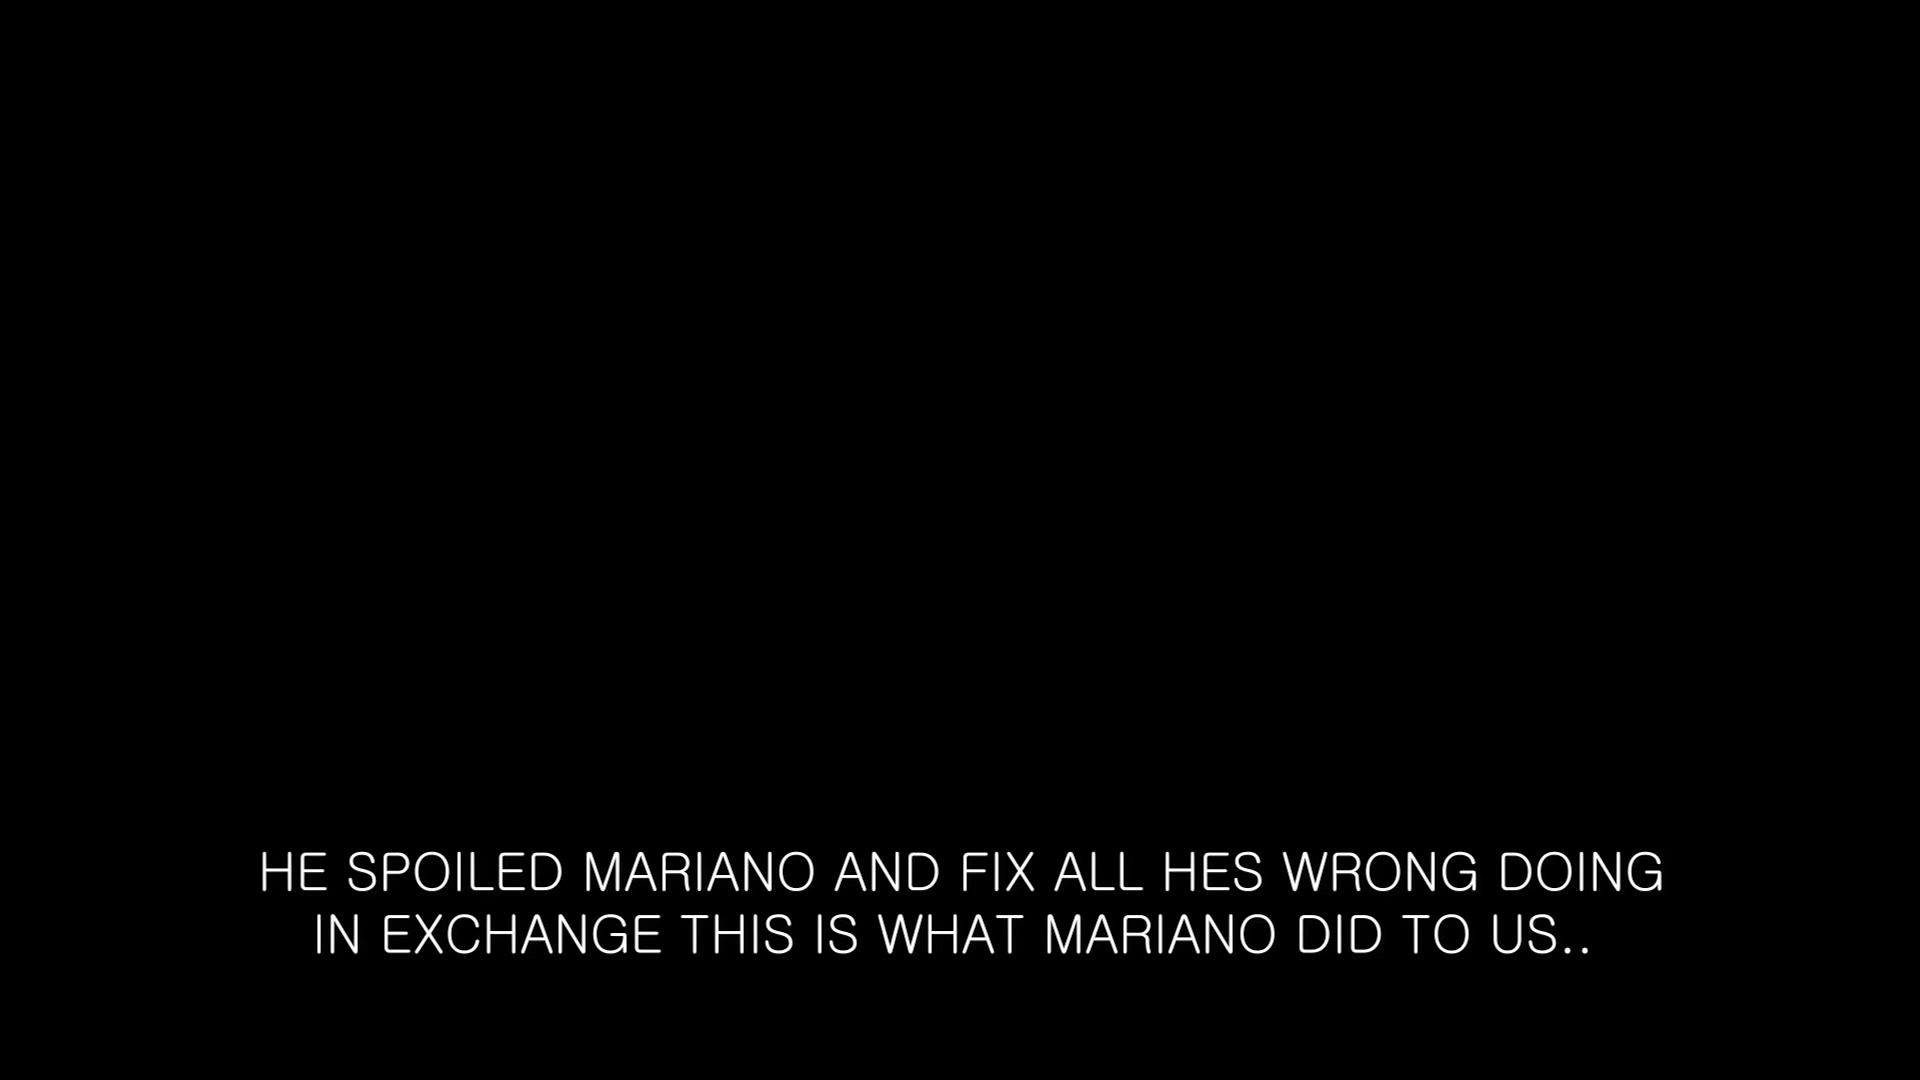 HE SPOILED MARIANO AND FIX ALL HES WRONG DOING
IN EXCHANGE THIS IS WHAT MARIANO DID TO US..